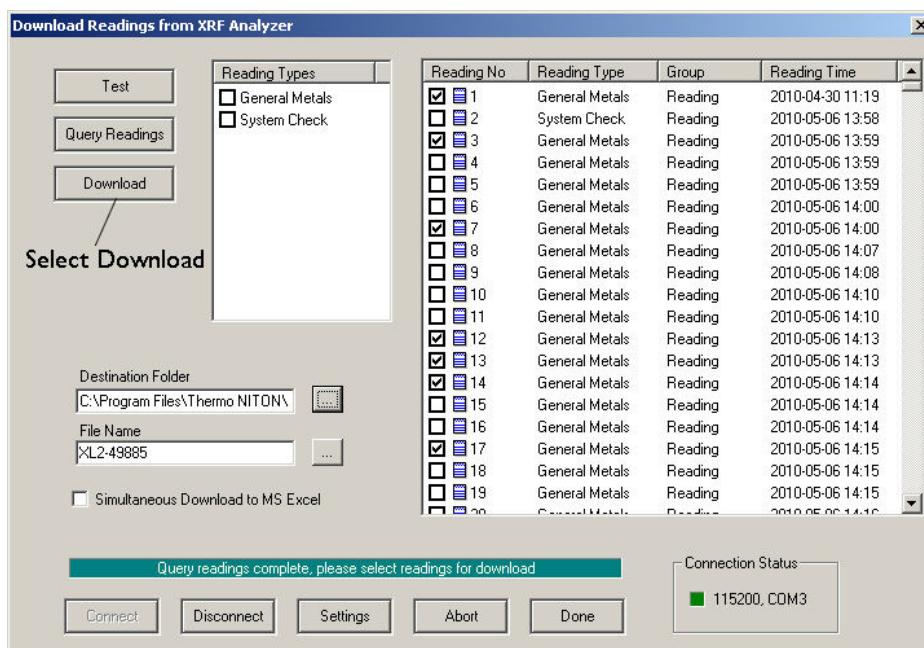 Download Readings from XRF Analyzer
Test
Query Readings
Download
Select Download
Reading Types
General Metals
System Check
Reading No Reading Type Group Reading Time
1 General Metals Reading 2010-04-30 11:19
2 System Check Reading 2010-05-06 13:58
3 General Metals Reading 2010-05-06 13:59
4 General Metals Reading 2010-05-06 13:59
5 General Metals Reading 2010-05-06 13:59
6 General Metals Reading 2010-05-06 14:00
7 General Metals Reading 2010-05-06 14:00
8 General Metals Reading 2010-05-06 14:07
9 General Metals Reading 2010-05-06 14:08
10 General Metals Reading 2010-05-06 14:10
11 General Metals Reading 2010-05-06 14:10
12 General Metals Reading 2010-05-06 14:13
13 General Metals Reading 2010-05-06 14:13
14 General Metals Reading 2010-05-06 14:14
15 General Metals Reading 2010-05-06 14:14
16 General Metals Reading 2010-05-06 14:14
17 General Metals Reading 2010-05-06 14:15
18 General Metals Reading 2010-05-06 14:15
19 General Metals Reading 2010-05-06 14:15
Destination Folder
C:\Program Files\Thermo NITON\ ...
File Name
XL2-49885 ...
Simultaneous Download to MS Excel
Query readings complete, please select readings for download
Connect Disconnect Settings Abort Done
Connection Status
115200, COM3